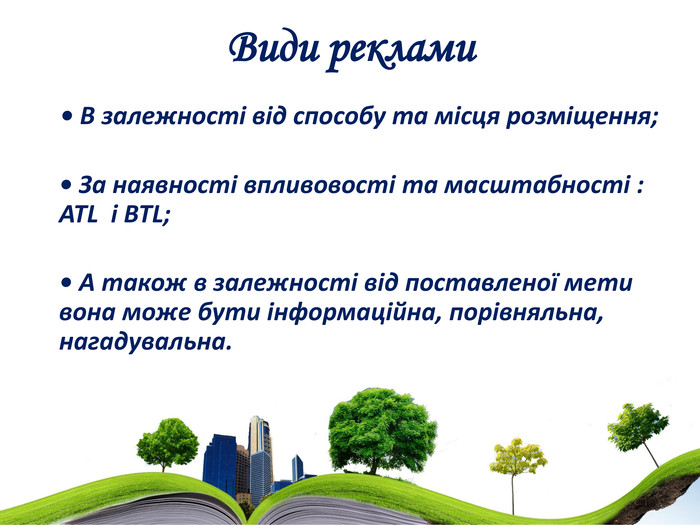 Види реклами
• В залежності від способу та місця розміщення;
• За наявності впливовості та масштабності :
ATL і BTL;
• А також в залежності від поставленої мети
вона може бути інформаційна, порівняльна,
нагадувальна.